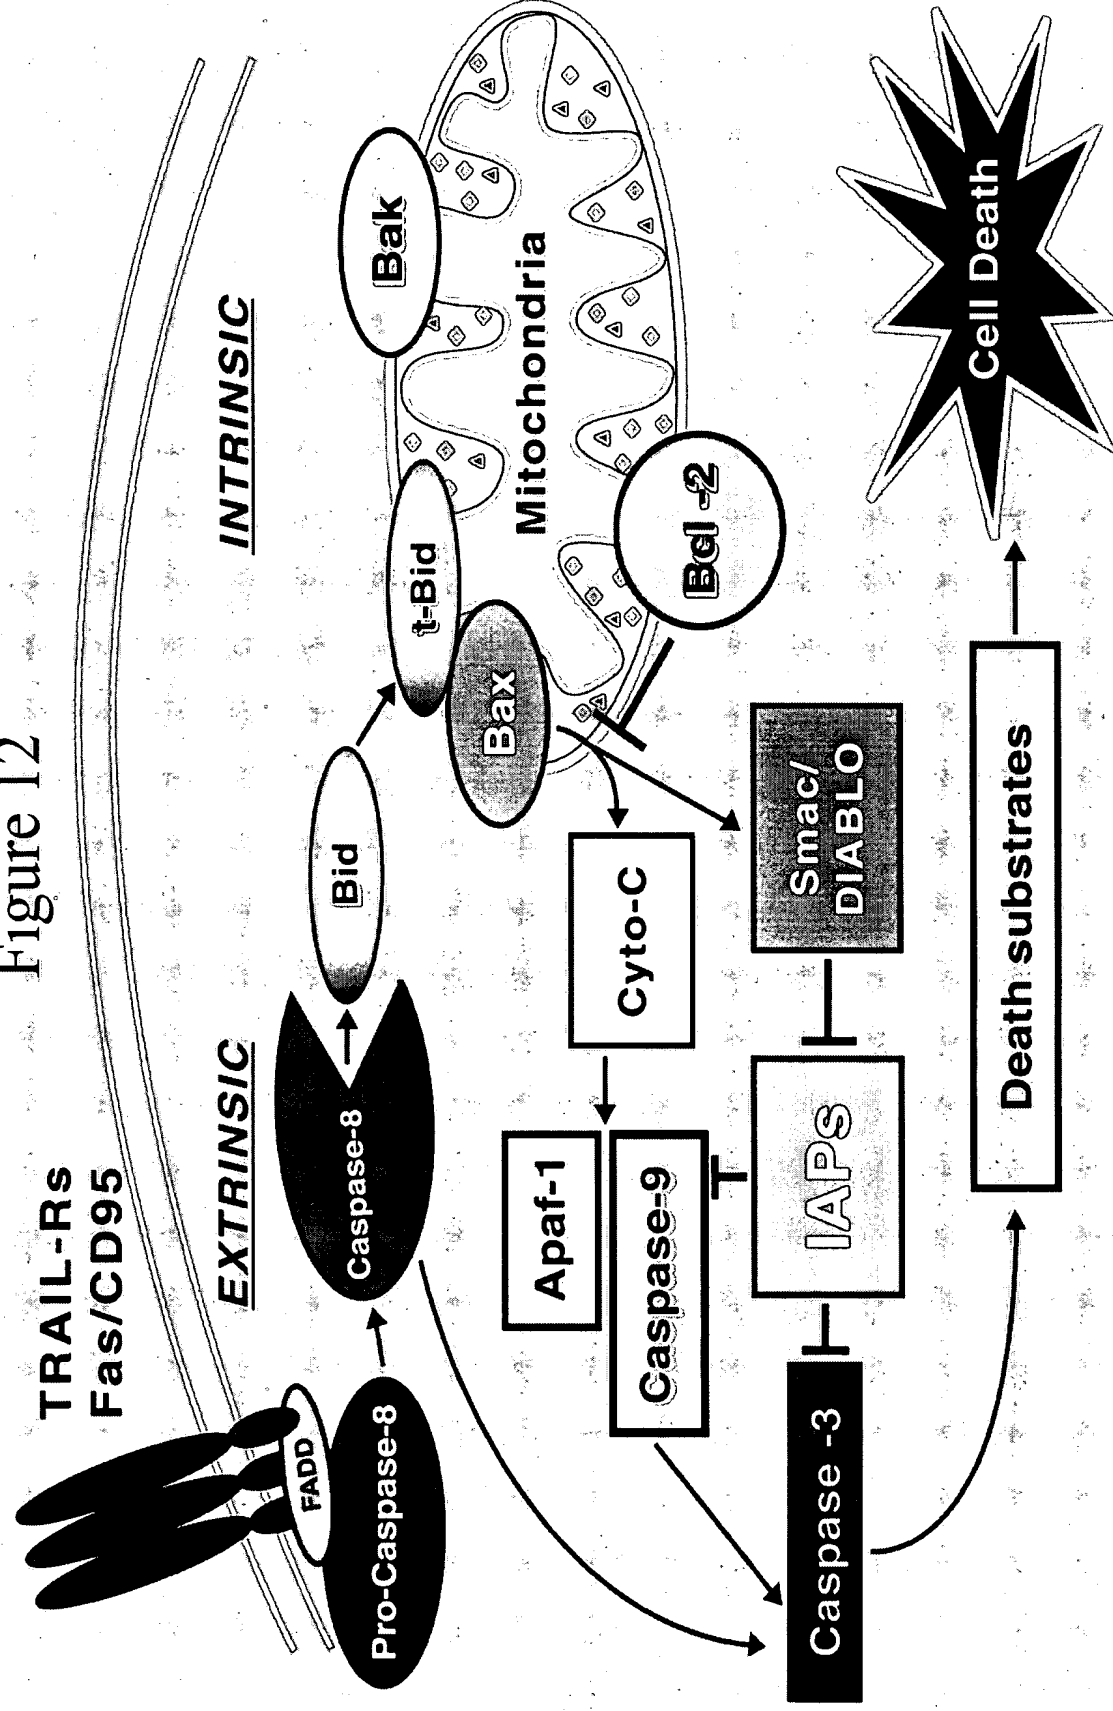 Figure 12
TRAIL-Rs
Fas/CD95
EXTRINSIC
INTRINSIC
FADD
Pro-Caspase-8
Caspase-8
Bid
t-Bid
Bax
Bak
Mitochondria
Bcl -2
Cyto-C
Apaf-1
Caspase-9
Smac/
DIABLO
IAPs
Caspase -3
Death substrates
Cell Death